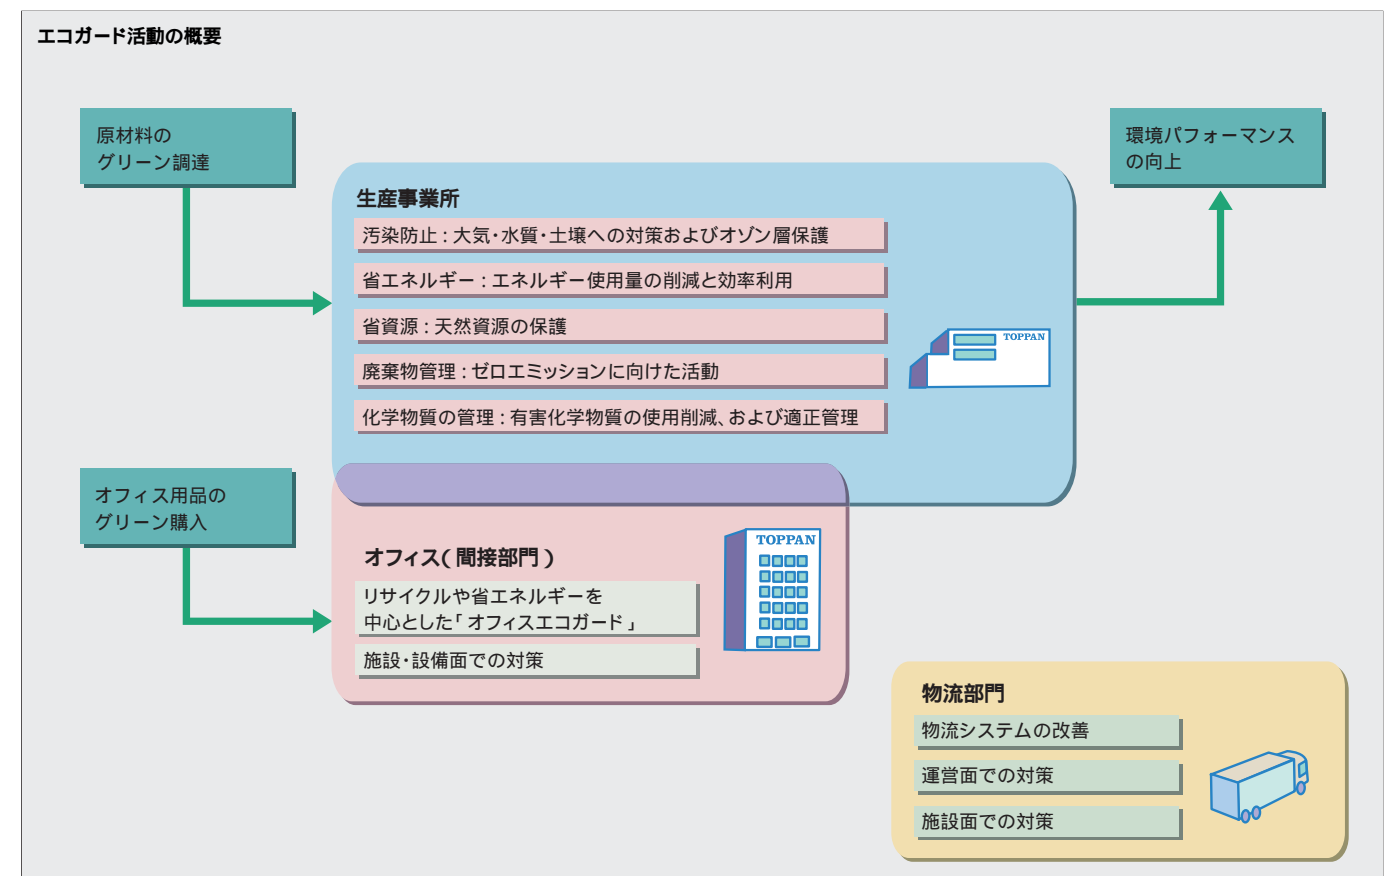 エコガード活動の概要
原材料の
グリーン調達
環境パフォーマンス
の向上
生産事業所
汚染防止：大気・水質・土壌への対策およびオゾン層保護
省エネルギー：エネルギー使用量の削減と効率利用
省資源：天然資源の保護
廃棄物管理：ゼロエミッションに向けた活動
化学物質の管理：有害化学物質の使用削減、および適正管理
TOPPAN
オフィス用品の
グリーン購入
オフィス（間接部門）
リサイクルや省エネルギーを
中心とした「オフィスエコガード」
施設・設備面での対策
TOPPAN
物流部門
物流システムの改善
運営面での対策
施設面での対策